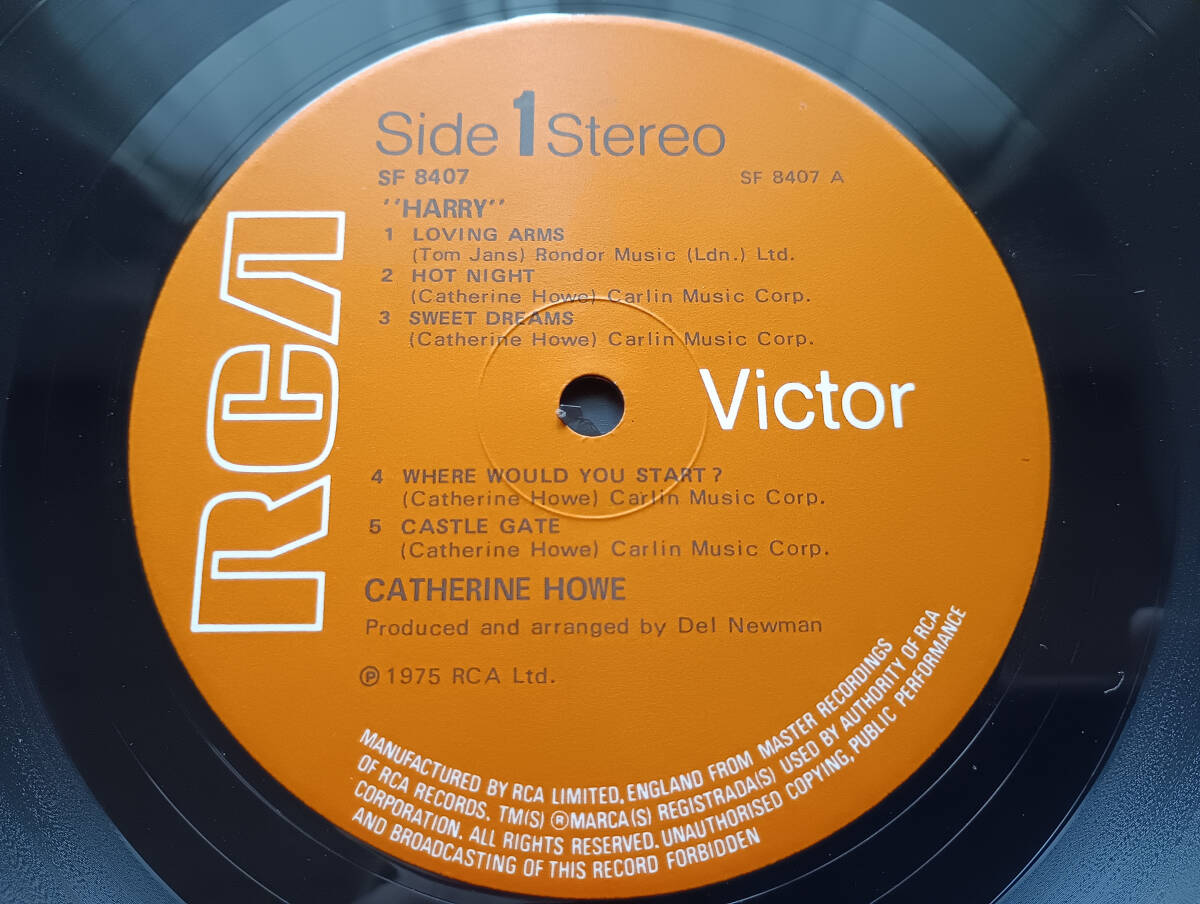 Side 1 Stereo
SF 8407
SF 8407 A
"HARRY"
1 LOVING ARMS
(Tom Jans) Rondor Music (Ldn.) Ltd.
2 HOT NIGHT
(Catherine Howe) Carlin Music Corp.
3 SWEET DREAMS
(Catherine Howe) Carlin Music Corp.
RCA
Victor
4 WHERE WOULD YOU START?
(Catherine Howe) Carlin Music Corp.
5 CASTLE GATE
(Catherine Howe) Carlin Music Corp.
CATHERINE HOWE
Produced and arranged by Del Newman
℗ 1975 RCA Ltd.
MANUFACTURED BY RCA LIMITED, ENGLAND FROM MASTER RECORDINGS
OF RCA RECORDS. TM(S) ® MARCA(S) REGISTRADA(S) USED BY AUTHORITY OF RCA
CORPORATION. ALL RIGHTS RESERVED. UNAUTHORISED COPYING, PUBLIC PERFORMANCE
AND BROADCASTING OF THIS RECORD FORBIDDEN